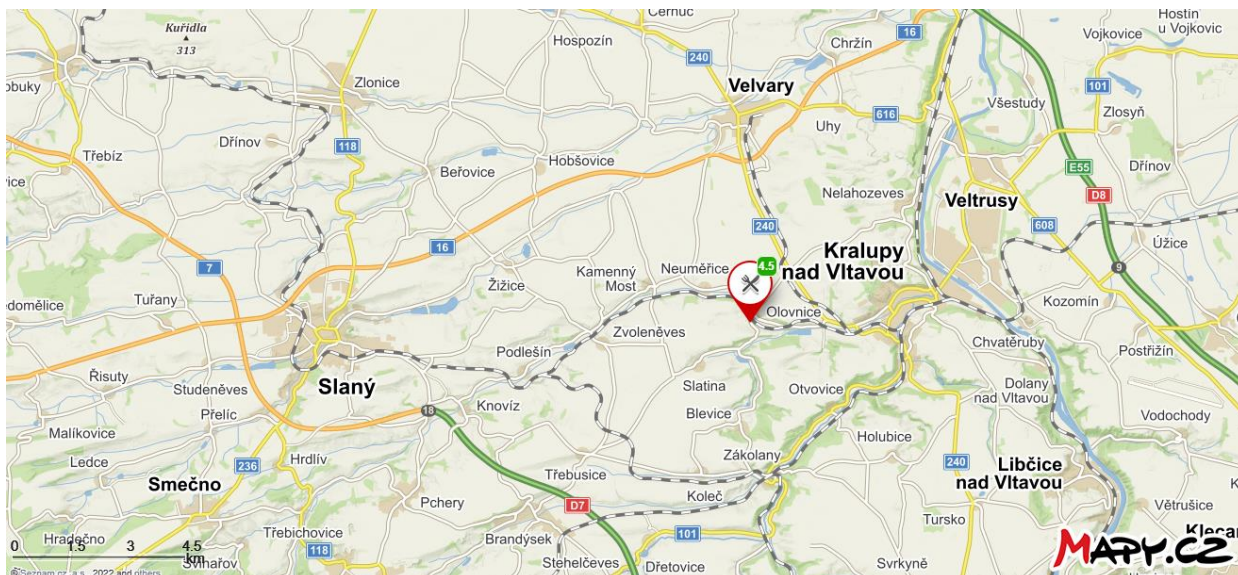 Kuřidla
313
Černuc
Hostín
u Vojkovic
16
Chržín
Vojkovice
Hospozín
240
obuky
Zlonice
Velvary
101
Všestudy
Zlosyň
616
Uhy
Dřínov
118
Třebíz
Hobšovice
Beřovice
E55
Dřínov
D8
Nelahozeves
Veltrusy
240
608
16
Kralupy
nad Vltavou
Úžice
7
4.5
9
Kamenný
Most
Neuměřice
Žižice
Tuřany
odomělice
Kozomín
Olovnice
Zvoleněves
Chvatěruby
Postřižín
Podlešín
Řisuty
Studeněves
Slaný
Slatina
Otvovice
Dolany
nad Vltavou
18
Knovíz
Přelíc
Blevice
Vodochody
Malíkovice
Holubice
Zákolany
Ledce
236
Hrdlív
Třebusice
240
Libčice
nad Vltavou
Smečno
Pchery
Koleč
D7
Větrušice
Tursko
Hradečno
Třebichovice
Brandýsek
101
Klecan
0 1.5 3 4.5
km
118
Svinařov
Stehelčeves
Dřetovice
Svrkyně
MAPY.CZ
©Seznam.cz, a.s., 2022 and others